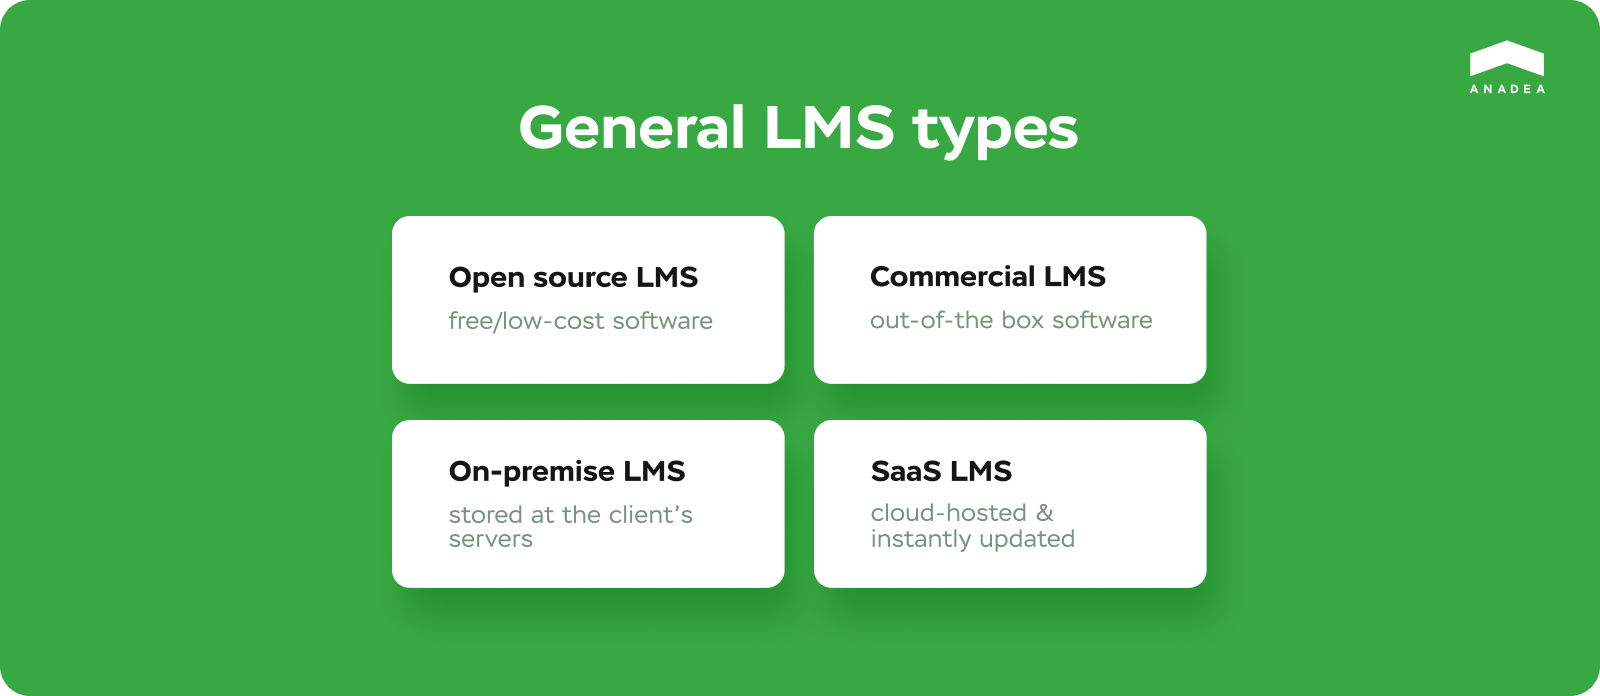 ANADEA
General LMS types
Open source LMS
free/low-cost software
Commercial LMS
out-of-the box software
On-premise LMS
stored at the client’s
servers
SaaS LMS
cloud-hosted &
instantly updated